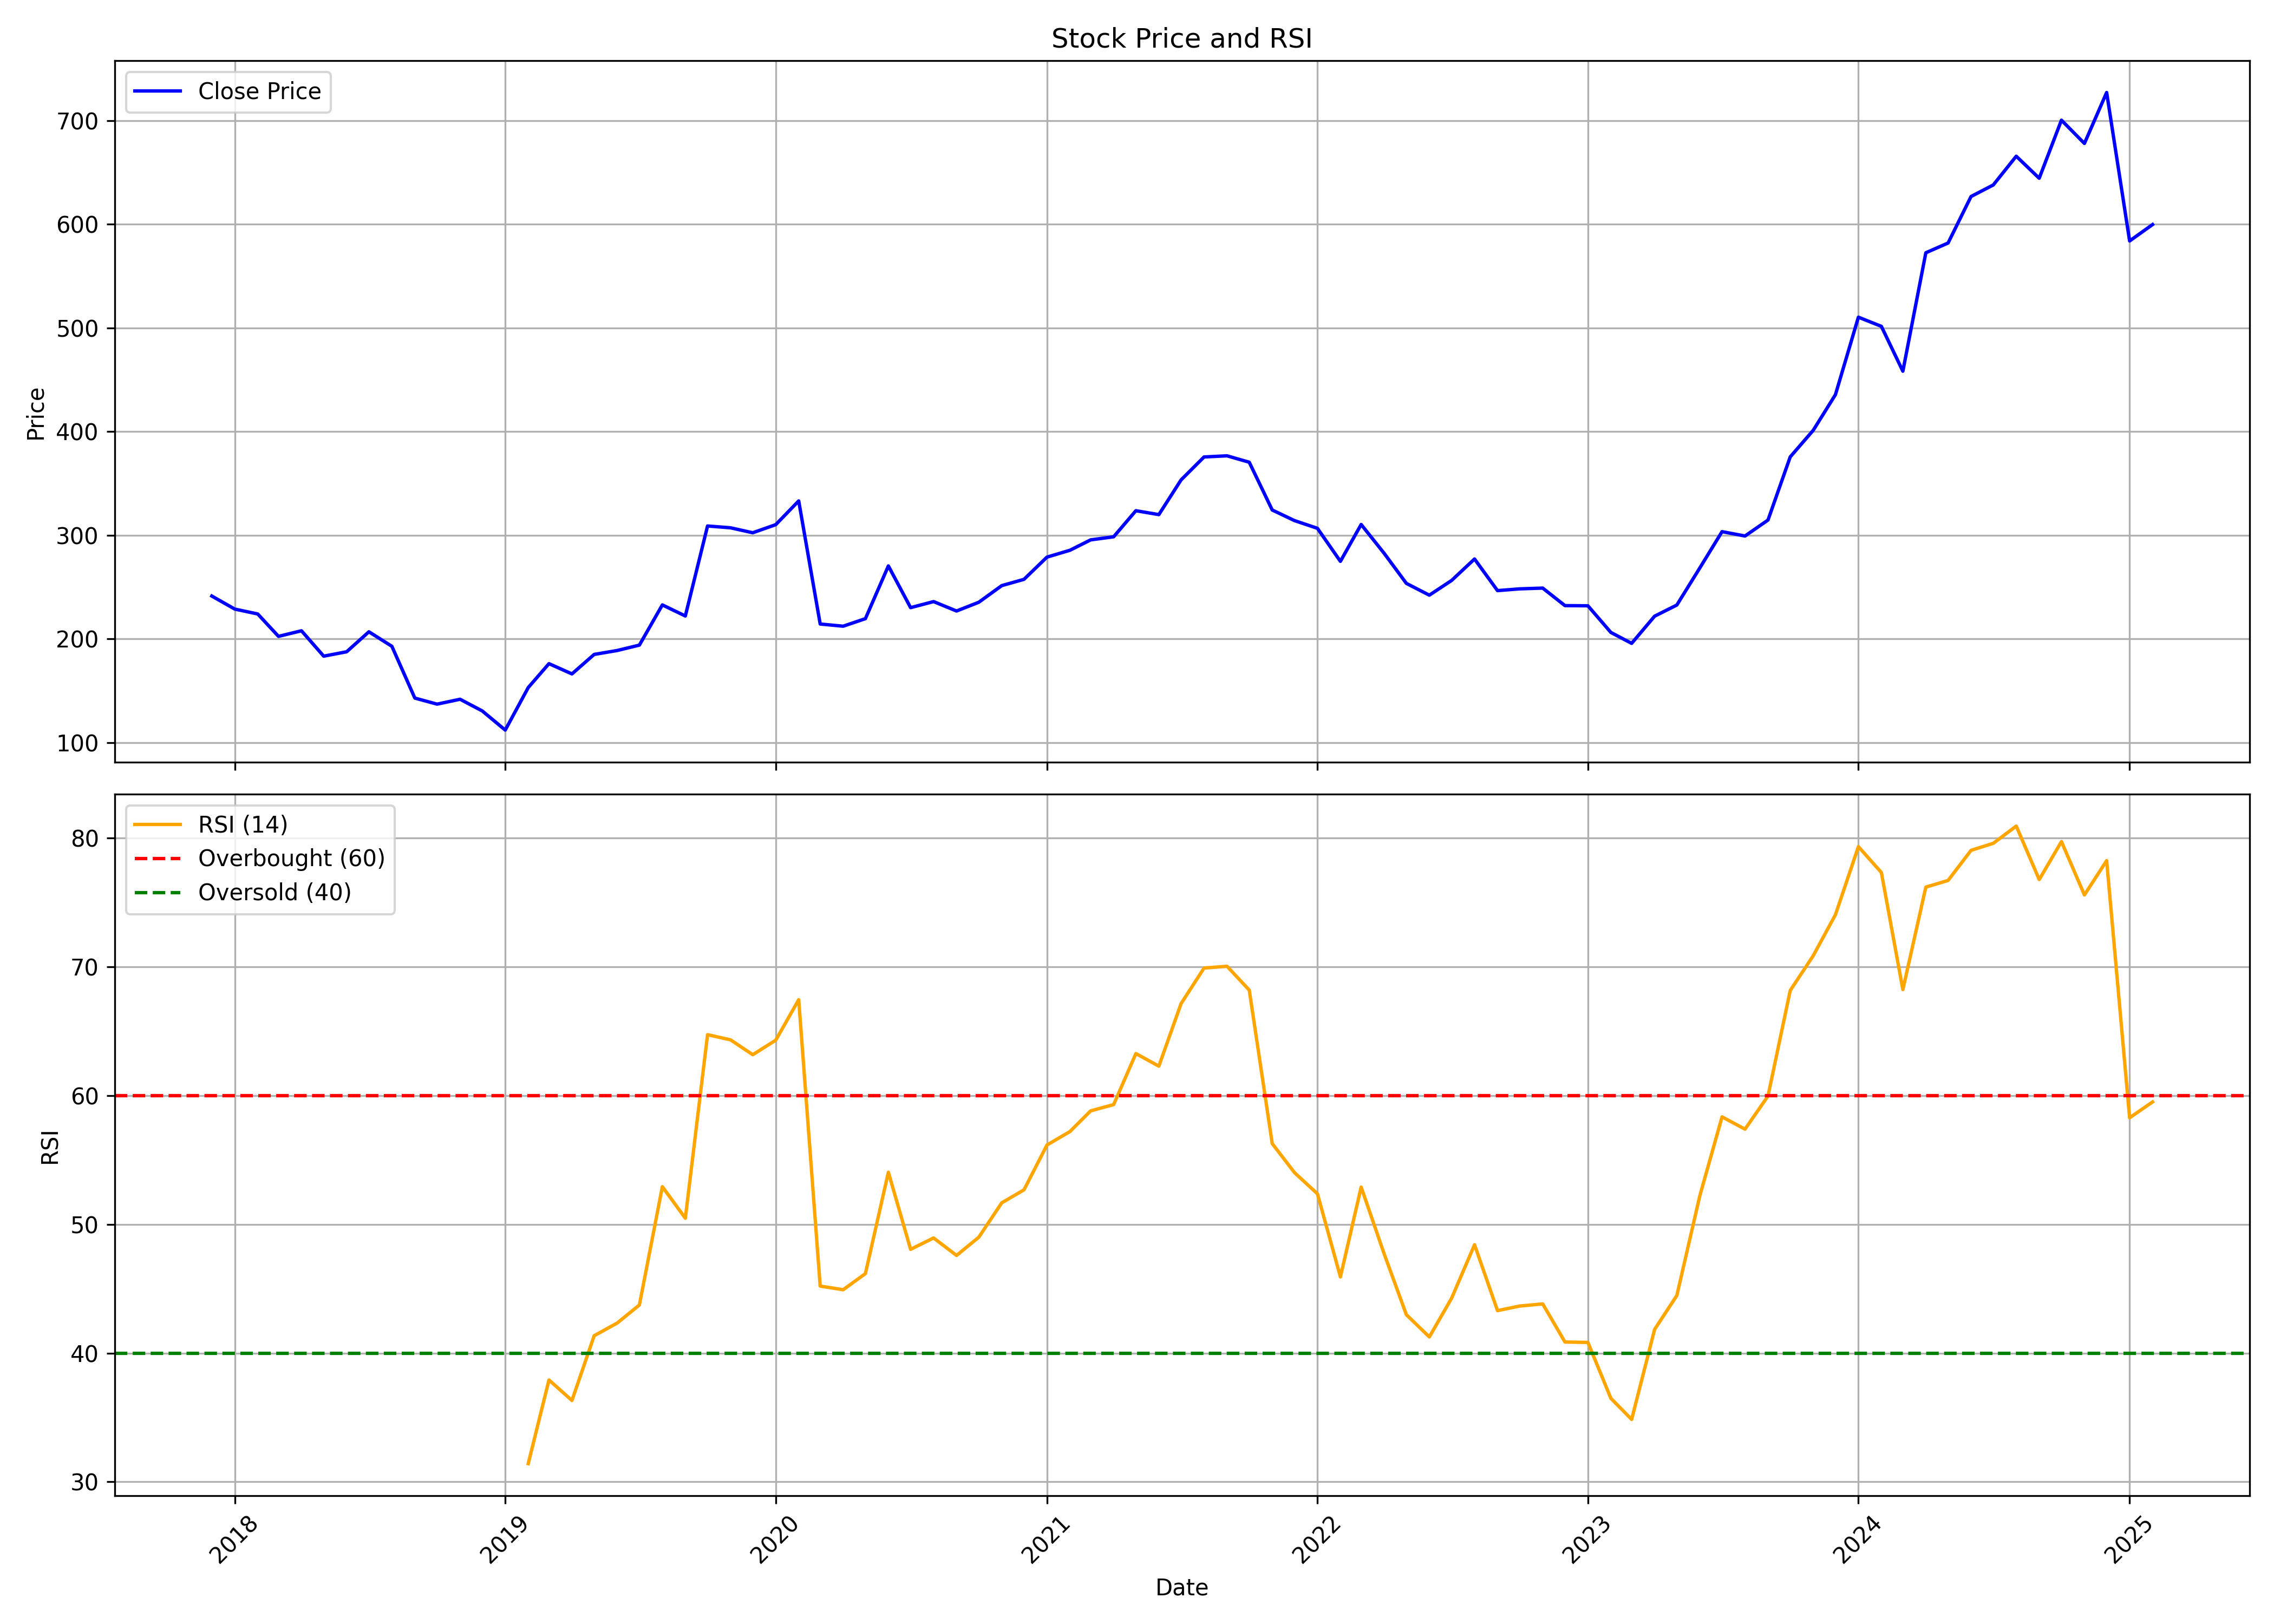 Stock Price and RSI
Close Price
Price
700
600
500
400
300
200
100
RSI (14)
Overbought (60)
Oversold (40)
RSI
80
70
60
50
40
30
2018
2019
2020
2021
2022
2023
2024
2025
Date